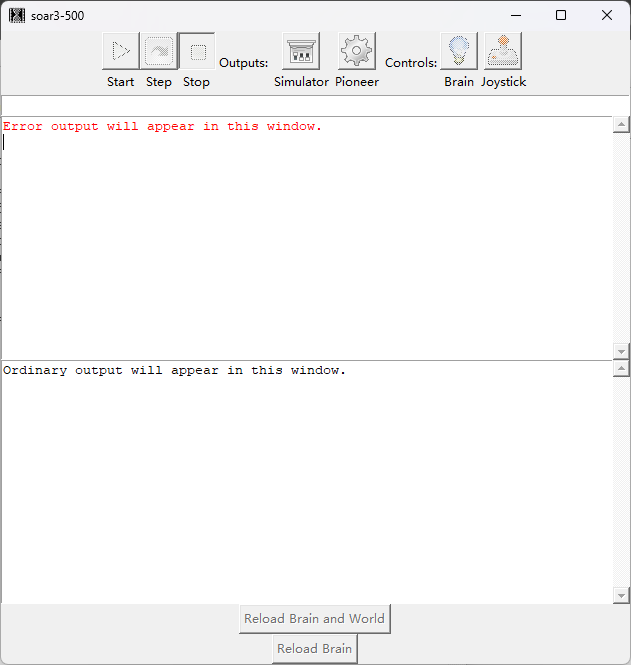 soar3-500
Outputs:
Controls:
Start Step Stop Simulator Pioneer Brain Joystick
Error output will appear in this window.
Ordinary output will appear in this window.
Reload Brain and World
Reload Brain